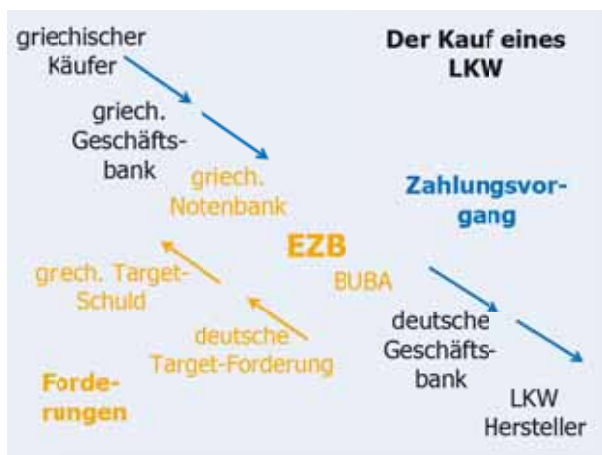 griechischer
Käufer
Der Kauf eines
LKW
griech.
Geschäfts-
bank
griech.
Notenbank
Zahlungsvor-
gang
EZB
BUBA
grech. Target-
Schuld
deutsche
Target-Forderung
deutsche
Geschäfts-
bank
Forde-
rungen
LKW
Hersteller